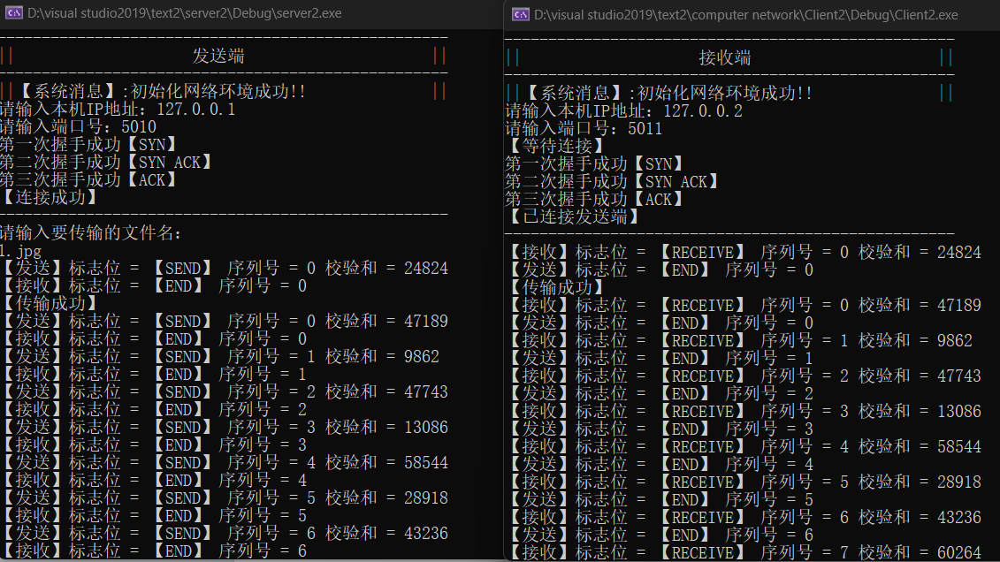 D:\visual studio2019\text2\server2\Debug\server2.exe
--------------------------------------------------
|| 发送端 ||
--------------------------------------------------
||【系统消息】:初始化网络环境成功!! ||
请输入本机IP地址: 127.0.0.1
请输入端口号: 5010
第一次握手成功【SYN】
第二次握手成功【SYN ACK】
第三次握手成功【ACK】
【连接成功】
--------------------------------------------------
请输入要传输的文件名:
1.jpg
【发送】标志位 = 【SEND】 序列号 = 0 校验和 = 24824
【接收】标志位 = 【END】 序列号 = 0
【传输成功】
【发送】标志位 = 【SEND】 序列号 = 0 校验和 = 47189
【接收】标志位 = 【END】 序列号 = 0
【发送】标志位 = 【SEND】 序列号 = 1 校验和 = 9862
【接收】标志位 = 【END】 序列号 = 1
【发送】标志位 = 【SEND】 序列号 = 2 校验和 = 47743
【接收】标志位 = 【END】 序列号 = 2
【发送】标志位 = 【SEND】 序列号 = 3 校验和 = 13086
【接收】标志位 = 【END】 序列号 = 3
【发送】标志位 = 【SEND】 序列号 = 4 校验和 = 58544
【接收】标志位 = 【END】 序列号 = 4
【发送】标志位 = 【SEND】 序列号 = 5 校验和 = 28918
【接收】标志位 = 【END】 序列号 = 5
【发送】标志位 = 【SEND】 序列号 = 6 校验和 = 43236
【接收】标志位 = 【END】 序列号 = 6
D:\visual studio2019\text2\computer network\Client2\Debug\Client2.exe
--------------------------------------------------
|| 接收端 ||
--------------------------------------------------
||【系统消息】:初始化网络环境成功!! ||
请输入本机IP地址: 127.0.0.2
请输入端口号: 5011
【等待连接】
第一次握手成功【SYN】
第二次握手成功【SYN ACK】
第三次握手成功【ACK】
【已连接发送端】
--------------------------------------------------
【接收】标志位 = 【RECEIVE】 序列号 = 0 校验和 = 24824
【发送】标志位 = 【END】 序列号 = 0
【传输成功】
【接收】标志位 = 【RECEIVE】 序列号 = 0 校验和 = 47189
【发送】标志位 = 【END】 序列号 = 0
【接收】标志位 = 【RECEIVE】 序列号 = 1 校验和 = 9862
【发送】标志位 = 【END】 序列号 = 1
【接收】标志位 = 【RECEIVE】 序列号 = 2 校验和 = 47743
【发送】标志位 = 【END】 序列号 = 2
【接收】标志位 = 【RECEIVE】 序列号 = 3 校验和 = 13086
【发送】标志位 = 【END】 序列号 = 3
【接收】标志位 = 【RECEIVE】 序列号 = 4 校验和 = 58544
【发送】标志位 = 【END】 序列号 = 4
【接收】标志位 = 【RECEIVE】 序列号 = 5 校验和 = 28918
【发送】标志位 = 【END】 序列号 = 5
【接收】标志位 = 【RECEIVE】 序列号 = 6 校验和 = 43236
【发送】标志位 = 【END】 序列号 = 6
【接收】标志位 = 【RECEIVE】 序列号 = 7 校验和 = 60264